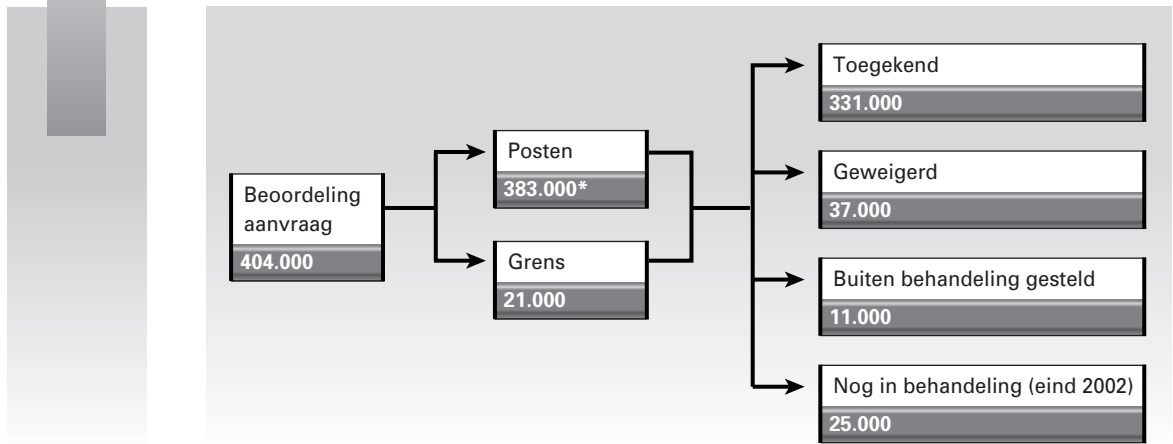 Beoordeling
aanvraag
404.000
Posten
383.000*
Grens
21.000
Toegekend
331.000
Geweigerd
37.000
Buiten behandeling gesteld
11.000
Nog in behandeling (eind 2002)
25.000